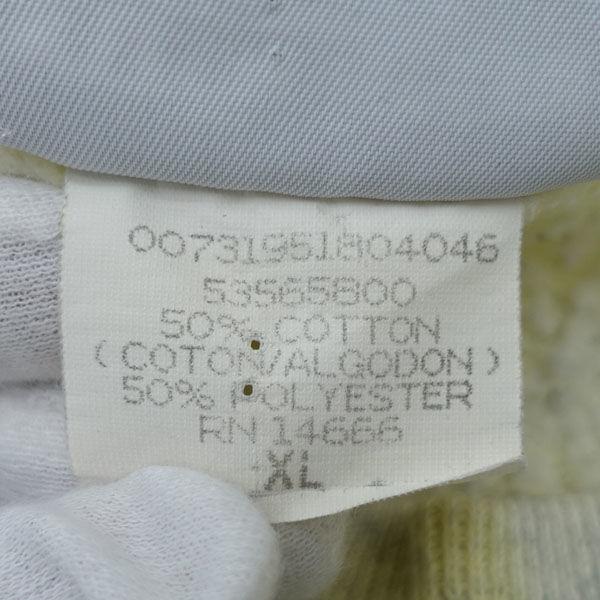 00731951804046
53565800
50% COTTON
(COTON/ALGODON)
50% POLYESTER
RN 14666
XL